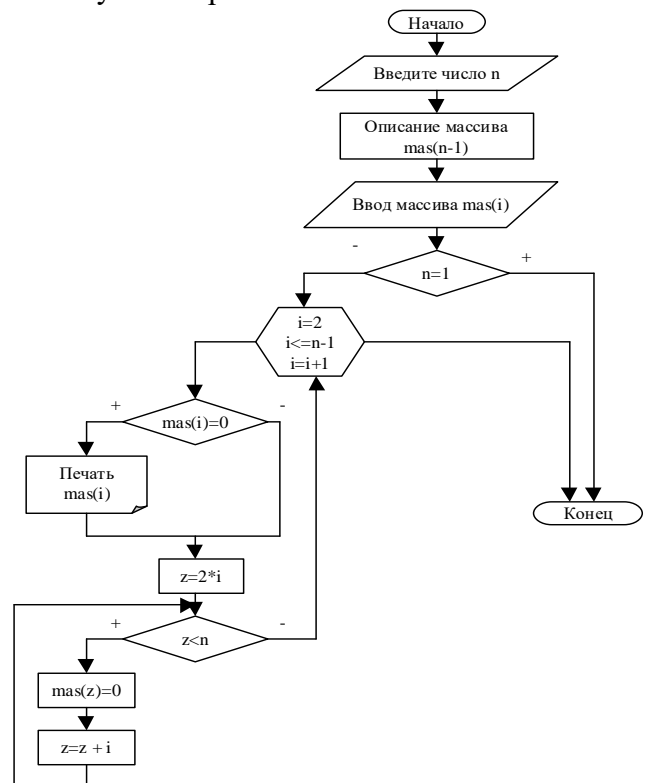 Начало
Введите число n
Описание массива
mas(n-1)
Ввод массива mas(i)
-
+
n=1
i=2
i<=n-1
i=i+1
+
-
mas(i)=0
Печать
mas(i)
Конец
z=2*i
+
-
z<n
mas(z)=0
z=z + i